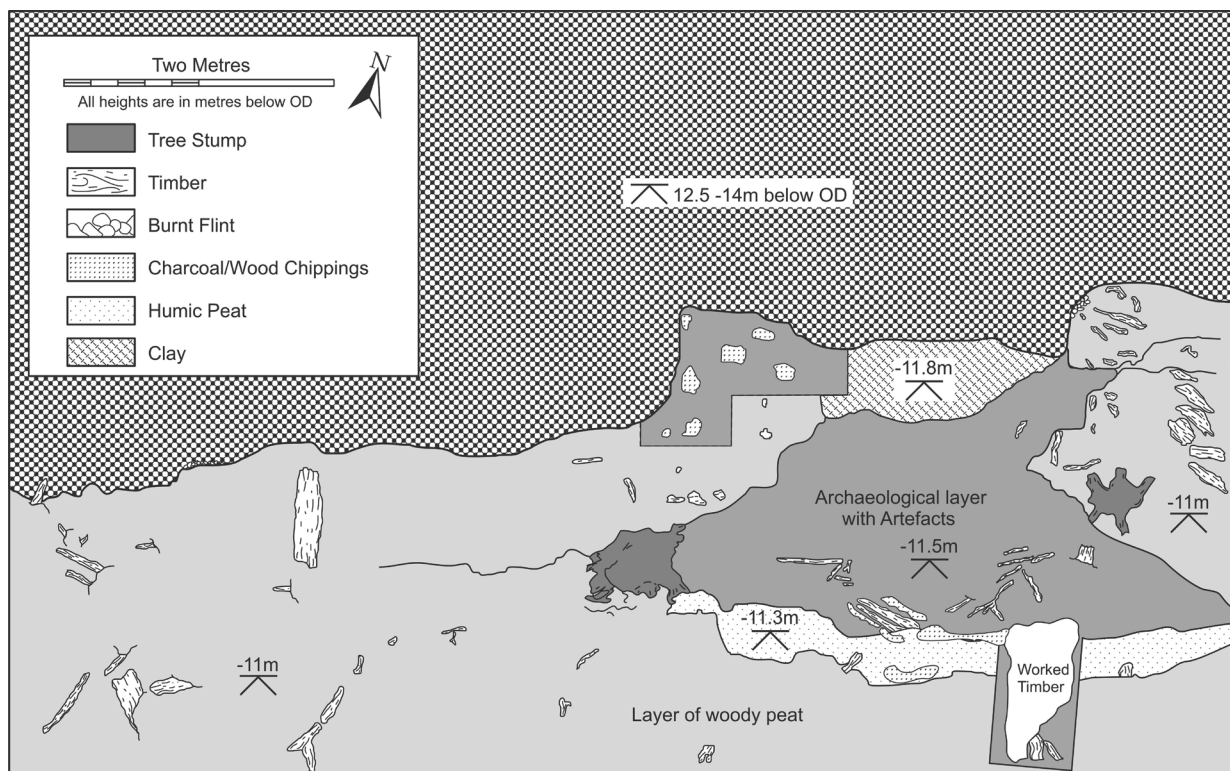 Two Metres
N
All heights are in metres below OD
Tree Stump
Timber
Burnt Flint
Charcoal/Wood Chippings
Humic Peat
Clay
12.5 -14m below OD
-11.8m
Archaeological layer
with Artefacts
-11.5m
-11m
-11.3m
-11m
Worked
Timber
Layer of woody peat